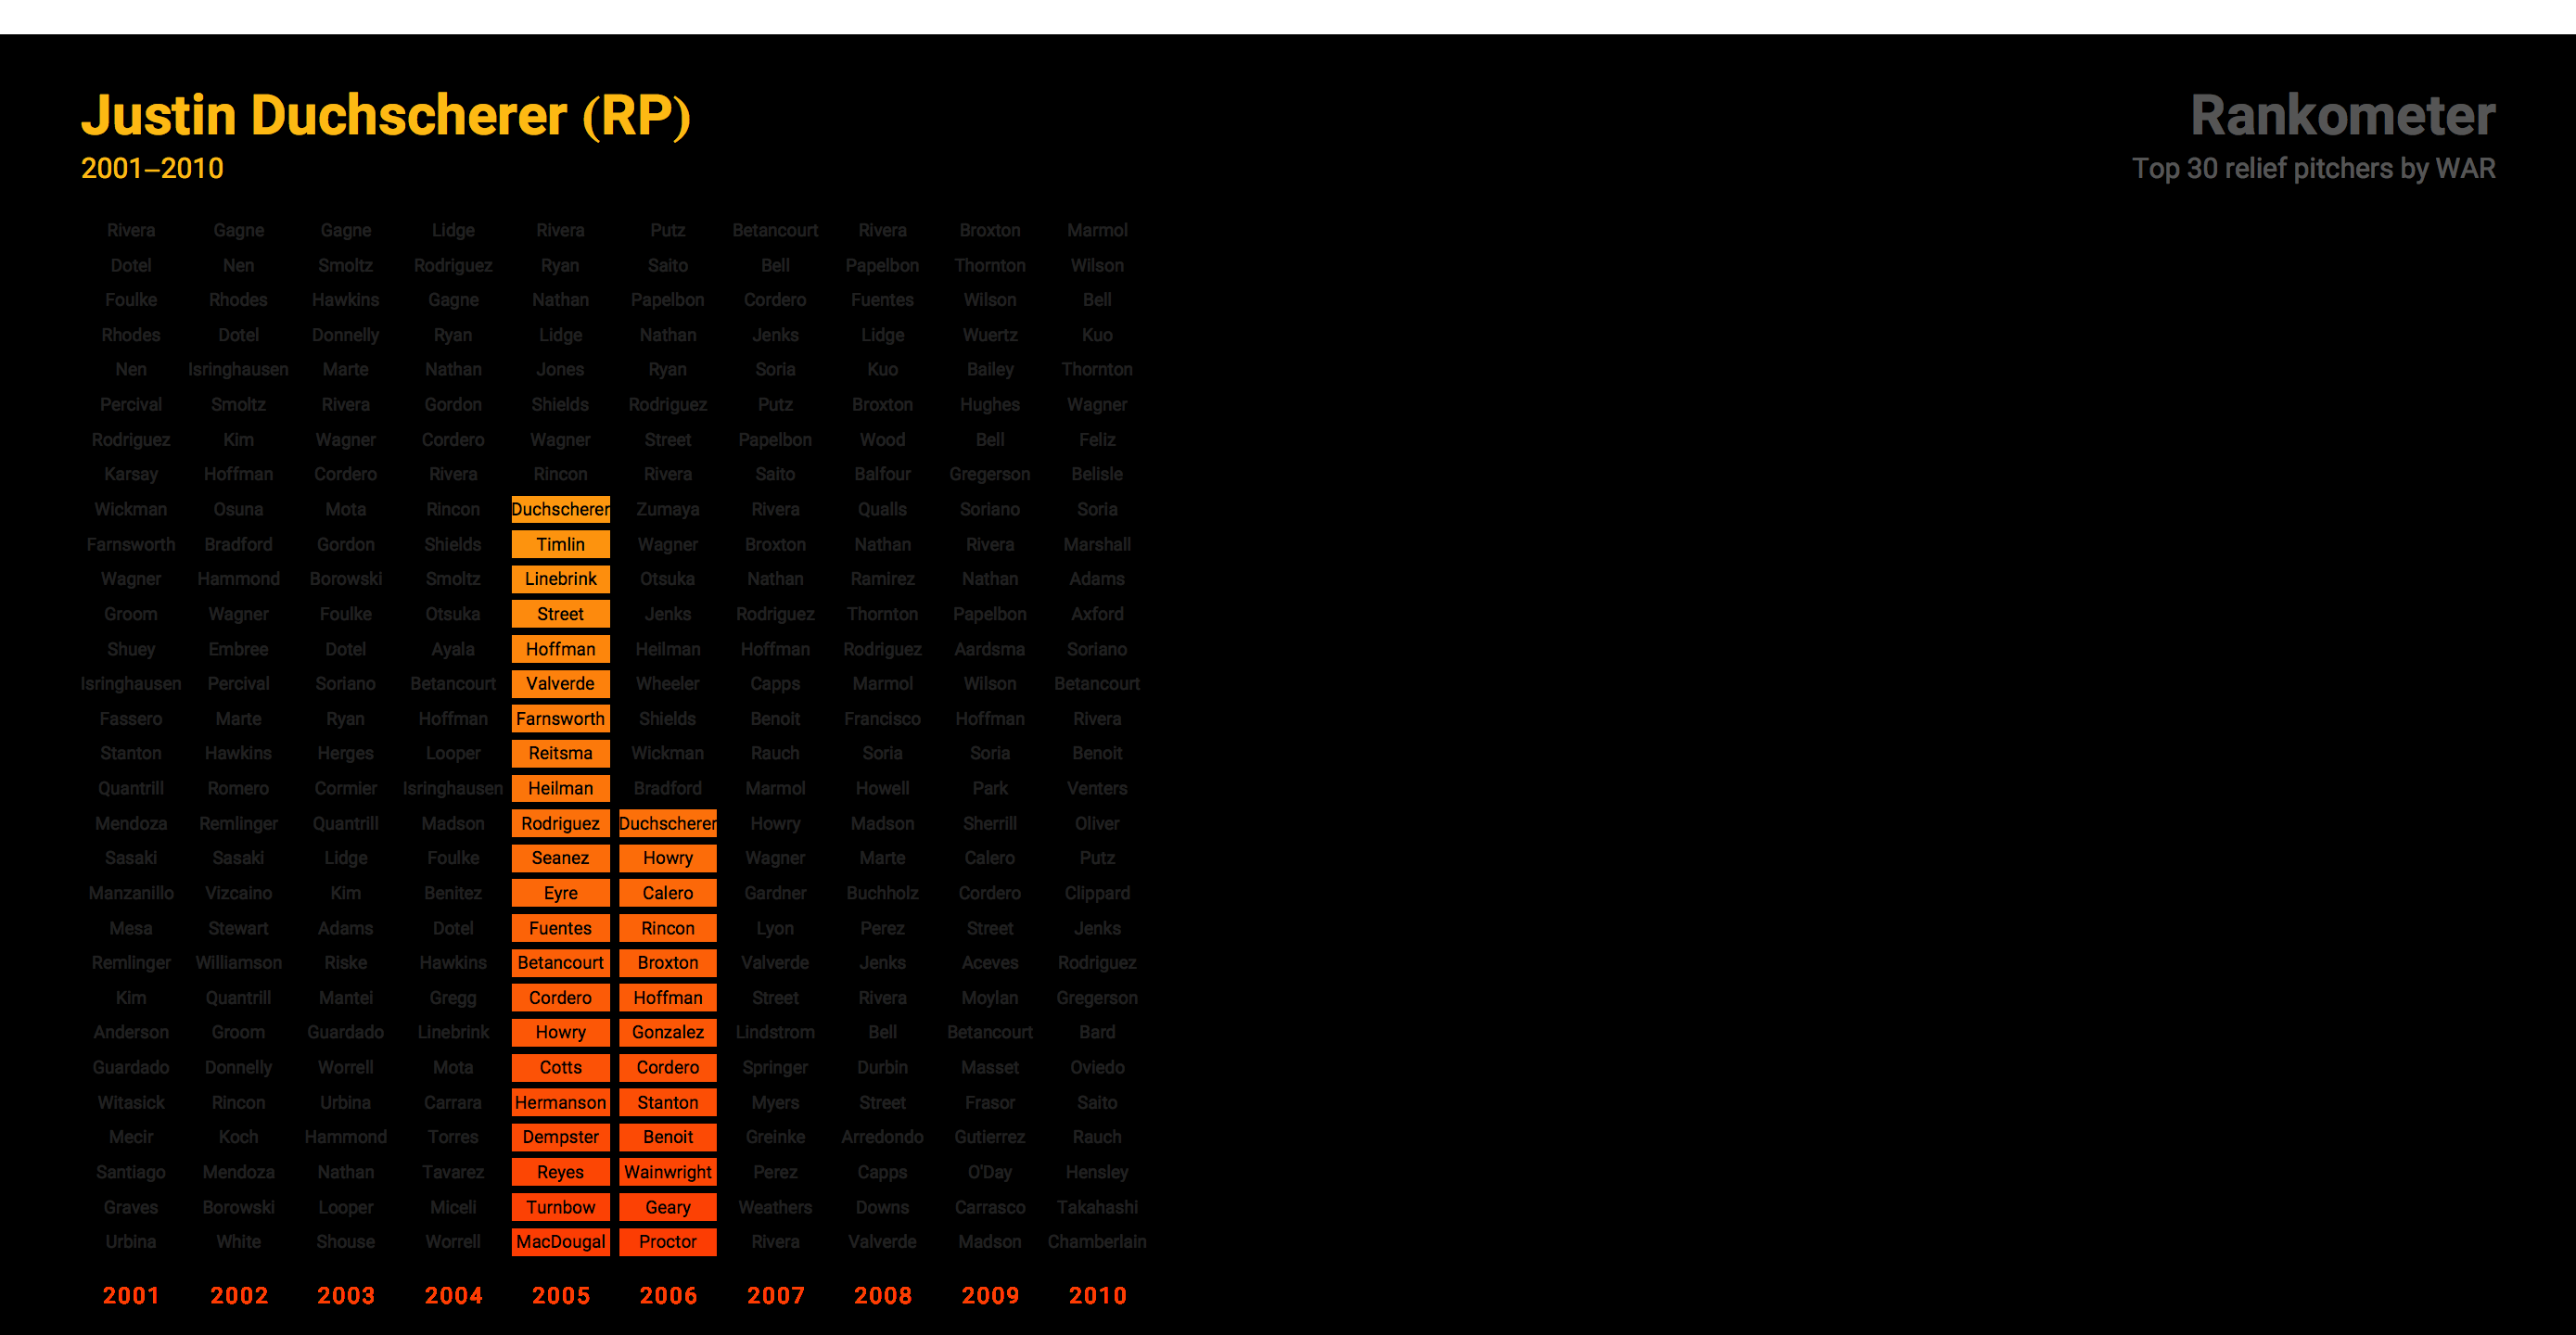 Justin Duchscherer (RP)
2001–2010
Rankometer
Top 30 relief pitchers by WAR
Rivera Gagne Gagne Lidge Rivera Putz Betancourt Rivera Broxton Marmol
Dotel Nen Smoltz Rodriguez Ryan Saito Bell Papelbon Thornton Wilson
Foulke Rhodes Hawkins Gagne Nathan Papelbon Cordero Fuentes Wilson Bell
Rhodes Dotel Donnelly Ryan Lidge Nathan Jenks Lidge Wuertz Kuo
Nen Isringhausen Marte Nathan Jones Ryan Soria Kuo Bailey Thornton
Percival Smoltz Rivera Gordon Shields Rodriguez Putz Broxton Hughes Wagner
Rodriguez Kim Wagner Cordero Wagner Street Papelbon Wood Bell Feliz
Karsay Hoffman Cordero Rivera Rincon Rivera Saito Balfour Gregerson Belisle
Wickman Osuna Mota Rincon Duchscherer Zumaya Rivera Qualls Soriano Soria
Farnsworth Bradford Gordon Shields Timlin Wagner Broxton Nathan Rivera Marshall
Wagner Hammond Borowski Smoltz Linebrink Otsuka Nathan Ramirez Nathan Adams
Groom Wagner Foulke Otsuka Street Jenks Rodriguez Thornton Papelbon Axford
Shuey Embree Dotel Ayala Hoffman Heilman Hoffman Rodriguez Aardsma Soriano
Isringhausen Percival Soriano Betancourt Valverde Wheeler Capps Marmol Wilson Betancourt
Fassero Marte Ryan Hoffman Farnsworth Shields Benoit Francisco Hoffman Rivera
Stanton Hawkins Herges Looper Reitsma Wickman Rauch Soria Soria Benoit
Quantrill Romero Cormier Isringhausen Heilman Bradford Marmol Howell Park Venters
Mendoza Remlinger Quantrill Madson Rodriguez Duchscherer Howry Madson Sherrill Oliver
Sasaki Sasaki Lidge Foulke Seanez Howry Wagner Marte Calero Putz
Manzanillo Vizcaino Kim Benitez Eyre Calero Gardner Buchholz Cordero Clippard
Mesa Stewart Adams Dotel Fuentes Rincon Lyon Perez Street Jenks
Remlinger Williamson Riske Hawkins Betancourt Broxton Valverde Jenks Aceves Rodriguez
Kim Quantrill Mantei Gregg Cordero Hoffman Street Rivera Moylan Gregerson
Anderson Groom Guardado Linebrink Howry Gonzalez Lindstrom Bell Betancourt Bard
Guardado Donnelly Worrell Mota Cotts Cordero Springer Durbin Masset Oviedo
Witasick Rincon Urbina Carrara Hermanson Stanton Myers Street Frasor Saito
Mecir Koch Hammond Torres Dempster Benoit Greinke Arredondo Gutierrez Rauch
Santiago Mendoza Nathan Tavarez Reyes Wainwright Perez Capps O'Day Hensley
Graves Borowski Looper Miceli Turnbow Geary Weathers Downs Carrasco Takahashi
Urbina White Shouse Worrell MacDougal Proctor Rivera Valverde Madson Chamberlain
2001 2002 2003 2004 2005 2006 2007 2008 2009 2010